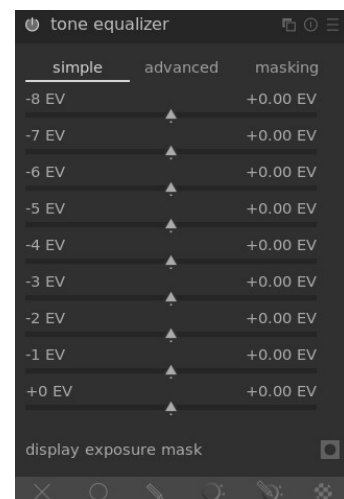 tone equalizer
simple advanced masking
-8 EV +0.00 EV
-7 EV +0.00 EV
-6 EV +0.00 EV
-5 EV +0.00 EV
-4 EV +0.00 EV
-3 EV +0.00 EV
-2 EV +0.00 EV
-1 EV +0.00 EV
+0 EV +0.00 EV
display exposure mask